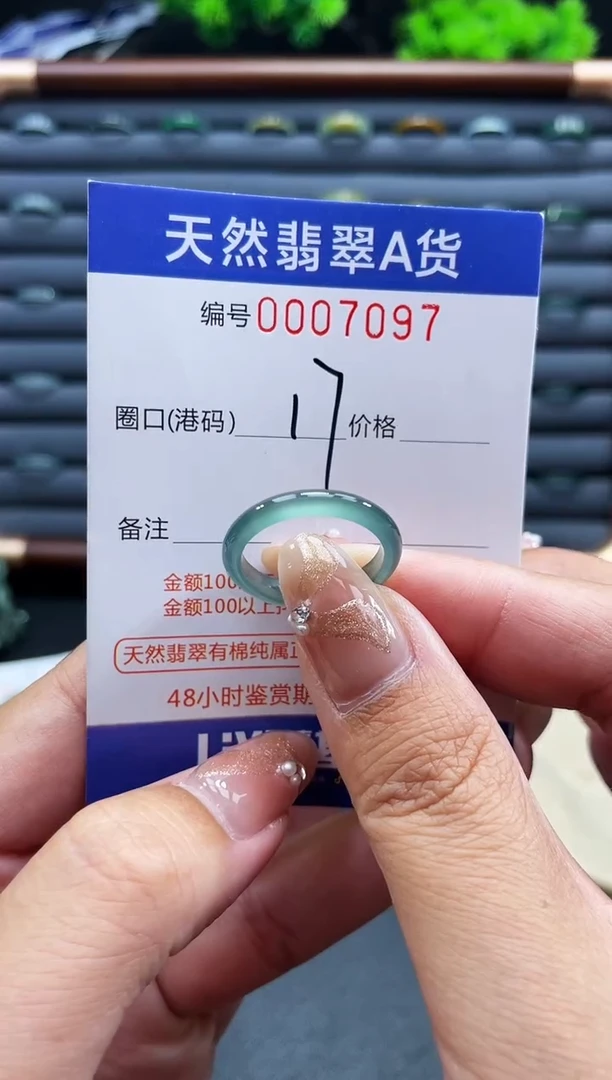 天然翡翠A货
编号0007097
圈口(港码) 17 价格
备注
金额100
金额100以上
天然翡翠有棉纯属正
48小时鉴赏期